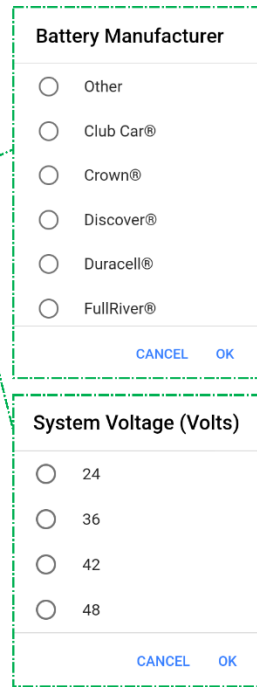 Battery Manufacturer
Other
Club Car®
Crown®
Discover®
Duracell®
FullRiver®
CANCEL OK
System Voltage (Volts)
24
36
42
48
CANCEL OK